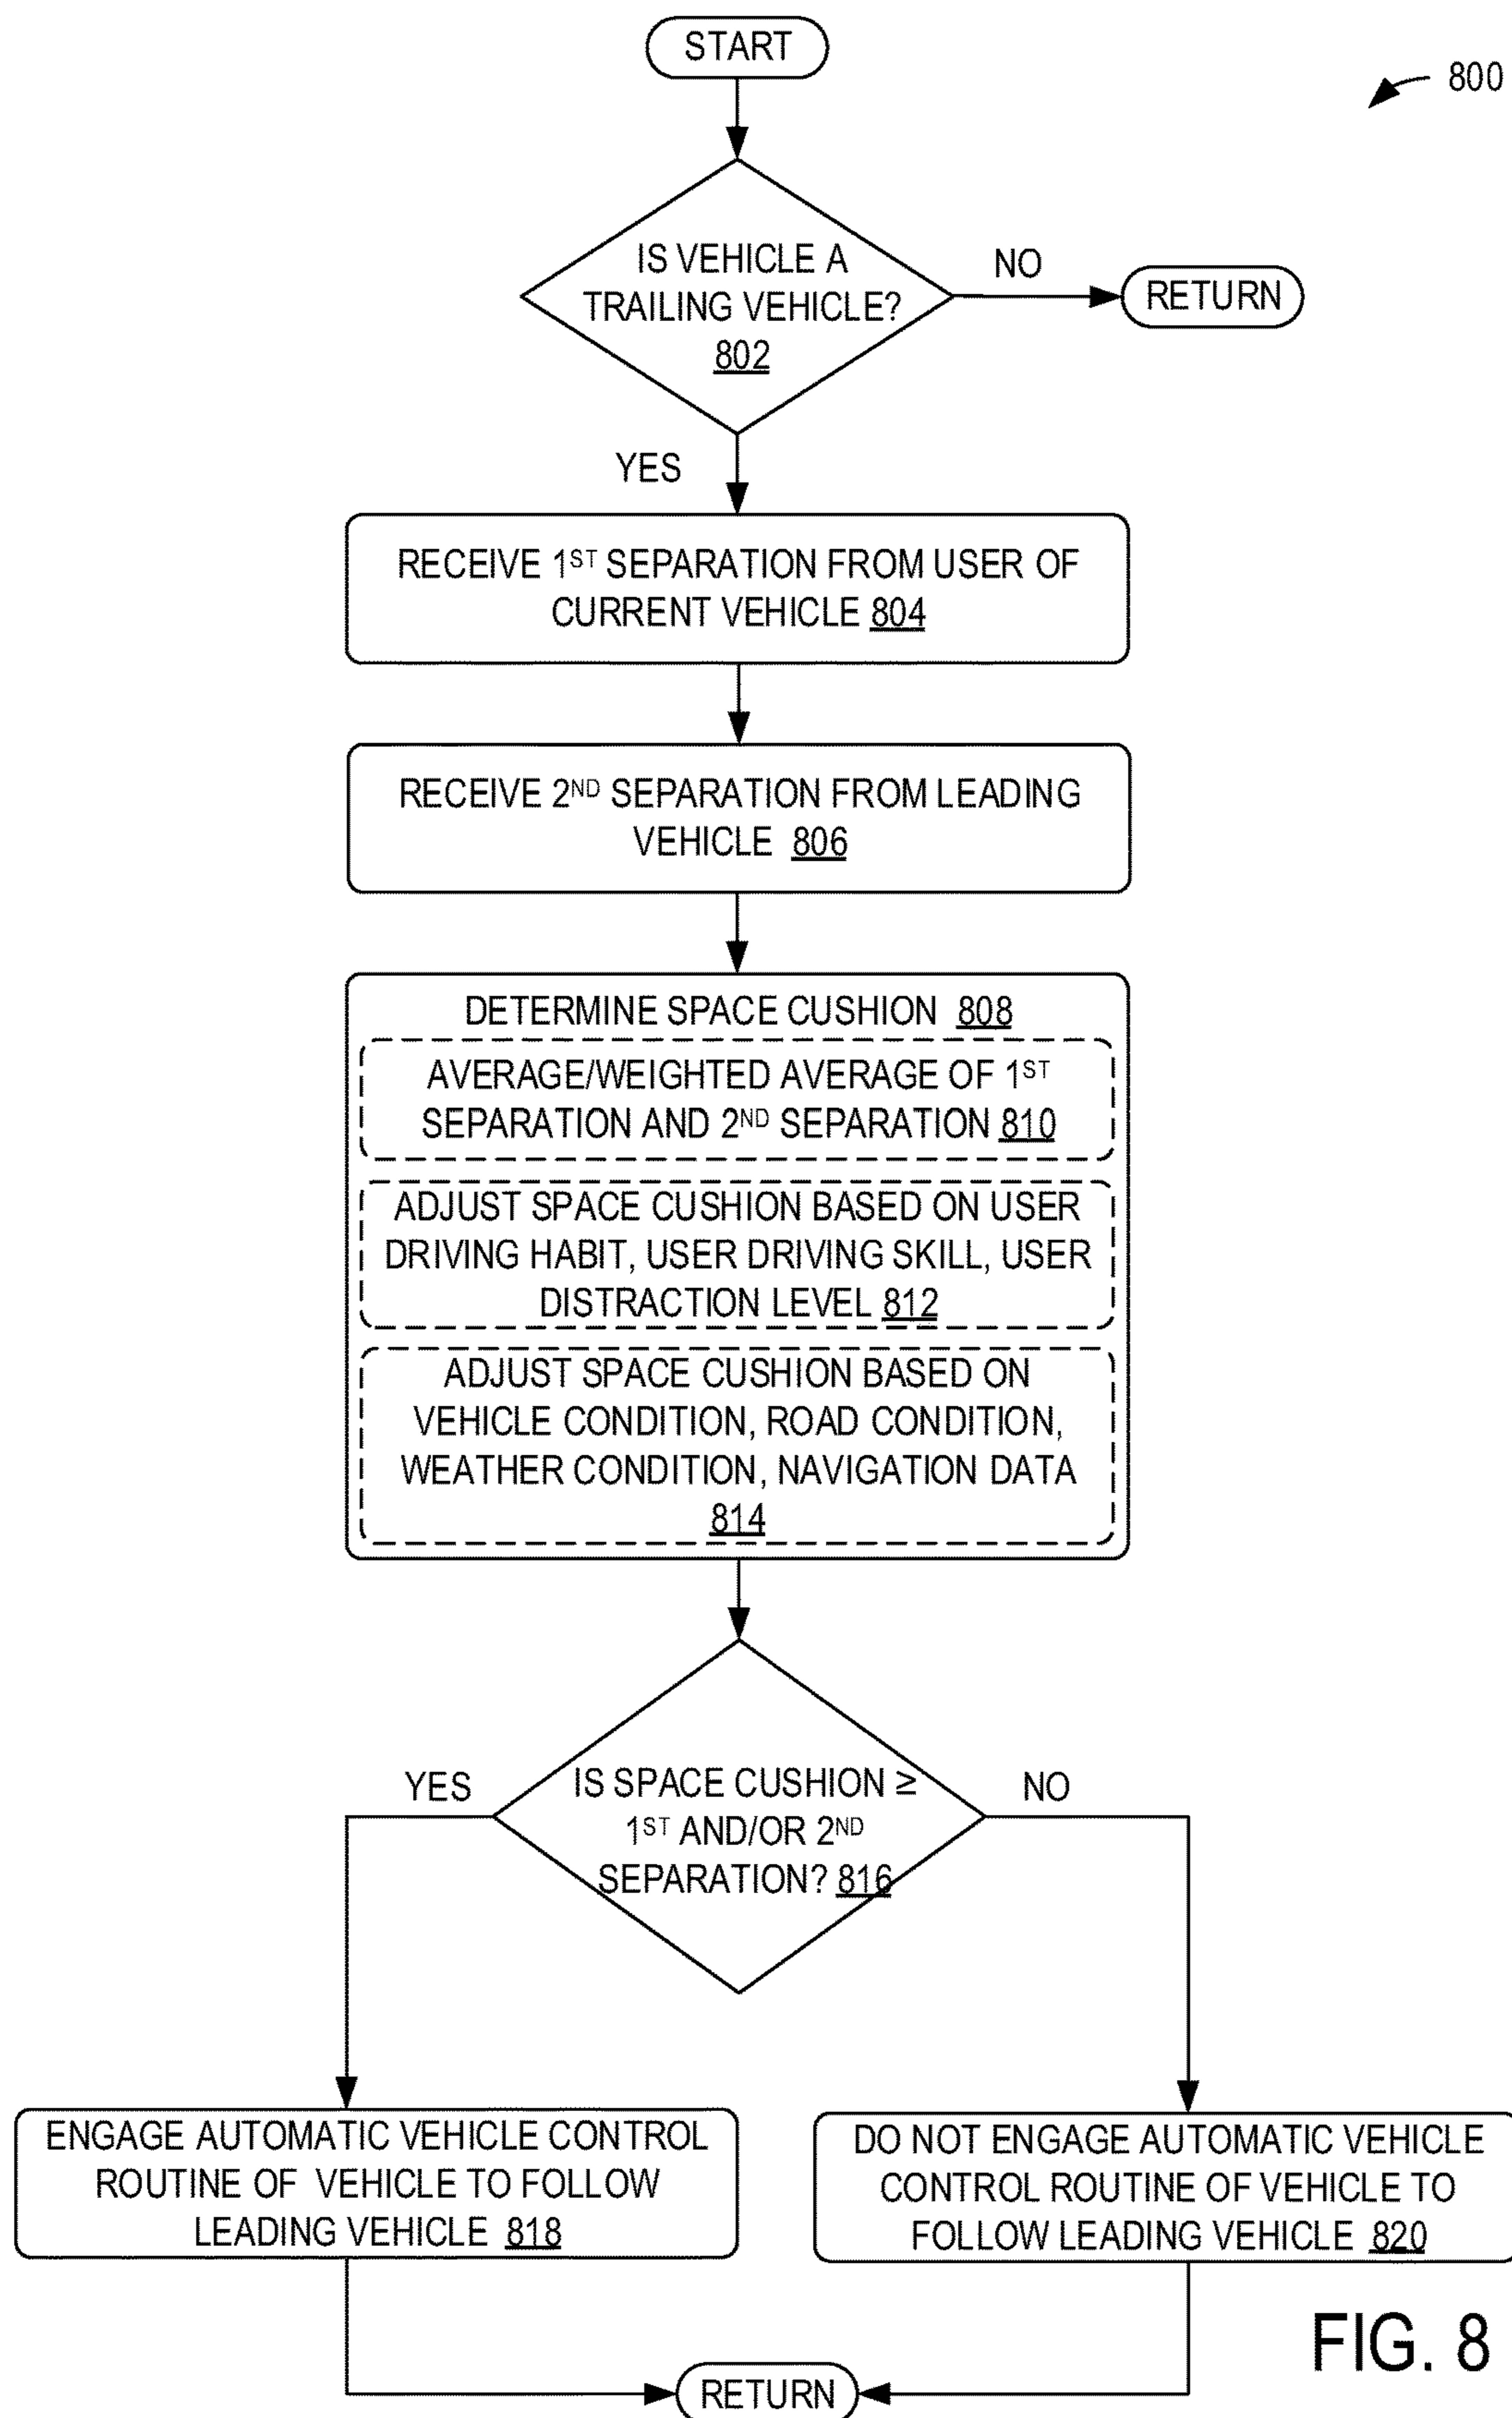 START
800
IS VEHICLE A
TRAILING VEHICLE?
802
NO
RETURN
YES
RECEIVE 1ST SEPARATION FROM USER OF
CURRENT VEHICLE 804
RECEIVE 2ND SEPARATION FROM LEADING
VEHICLE 806
DETERMINE SPACE CUSHION 808
AVERAGE/WEIGHTED AVERAGE OF 1ST
SEPARATION AND 2ND SEPARATION 810
ADJUST SPACE CUSHION BASED ON USER
DRIVING HABIT, USER DRIVING SKILL, USER
DISTRACTION LEVEL 812
ADJUST SPACE CUSHION BASED ON
VEHICLE CONDITION, ROAD CONDITION,
WEATHER CONDITION, NAVIGATION DATA
814
YES
IS SPACE CUSHION ≥
1ST AND/OR 2ND
SEPARATION? 816
NO
ENGAGE AUTOMATIC VEHICLE CONTROL
ROUTINE OF VEHICLE TO FOLLOW
LEADING VEHICLE 818
DO NOT ENGAGE AUTOMATIC VEHICLE
CONTROL ROUTINE OF VEHICLE TO
FOLLOW LEADING VEHICLE 820
RETURN
FIG. 8